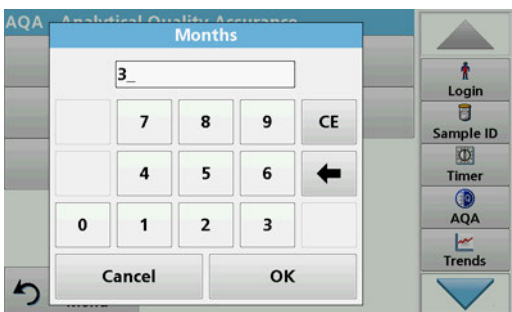 AQA - Analytical Quality Assurance
Months
3_
7 8 9 CE
4 5 6
0 1 2 3
Cancel OK
Menu
Login
Sample ID
Timer
AQA
Trends